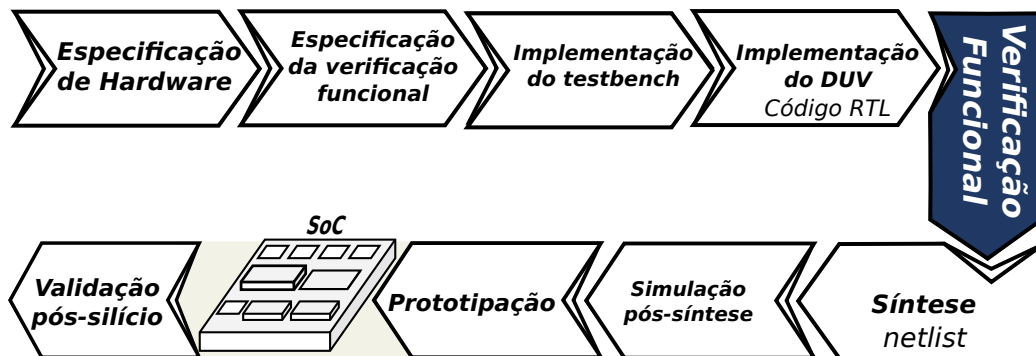 Especificação
de Hardware
Especificação
da verificação
funcional
Implementação
do testbench
Implementação
do DUV
Código RTL
Verificação
Funcional
Síntese
netlist
Simulação
pós-síntese
Prototipação
SoC
Validação
pós-silício